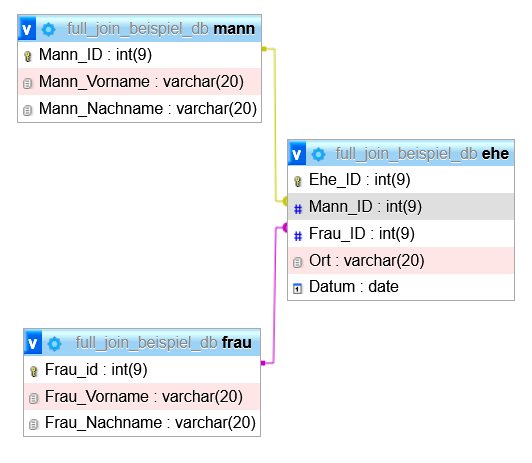 v full_join_beispiel_db mann
Mann_ID : int(9)
Mann_Vorname : varchar(20)
Mann_Nachname : varchar(20)
v full_join_beispiel_db ehe
Ehe_ID : int(9)
# Mann_ID : int(9)
# Frau_ID : int(9)
Ort : varchar(20)
Datum : date
v full_join_beispiel_db frau
Frau_id : int(9)
Frau_Vorname : varchar(20)
Frau_Nachname : varchar(20)